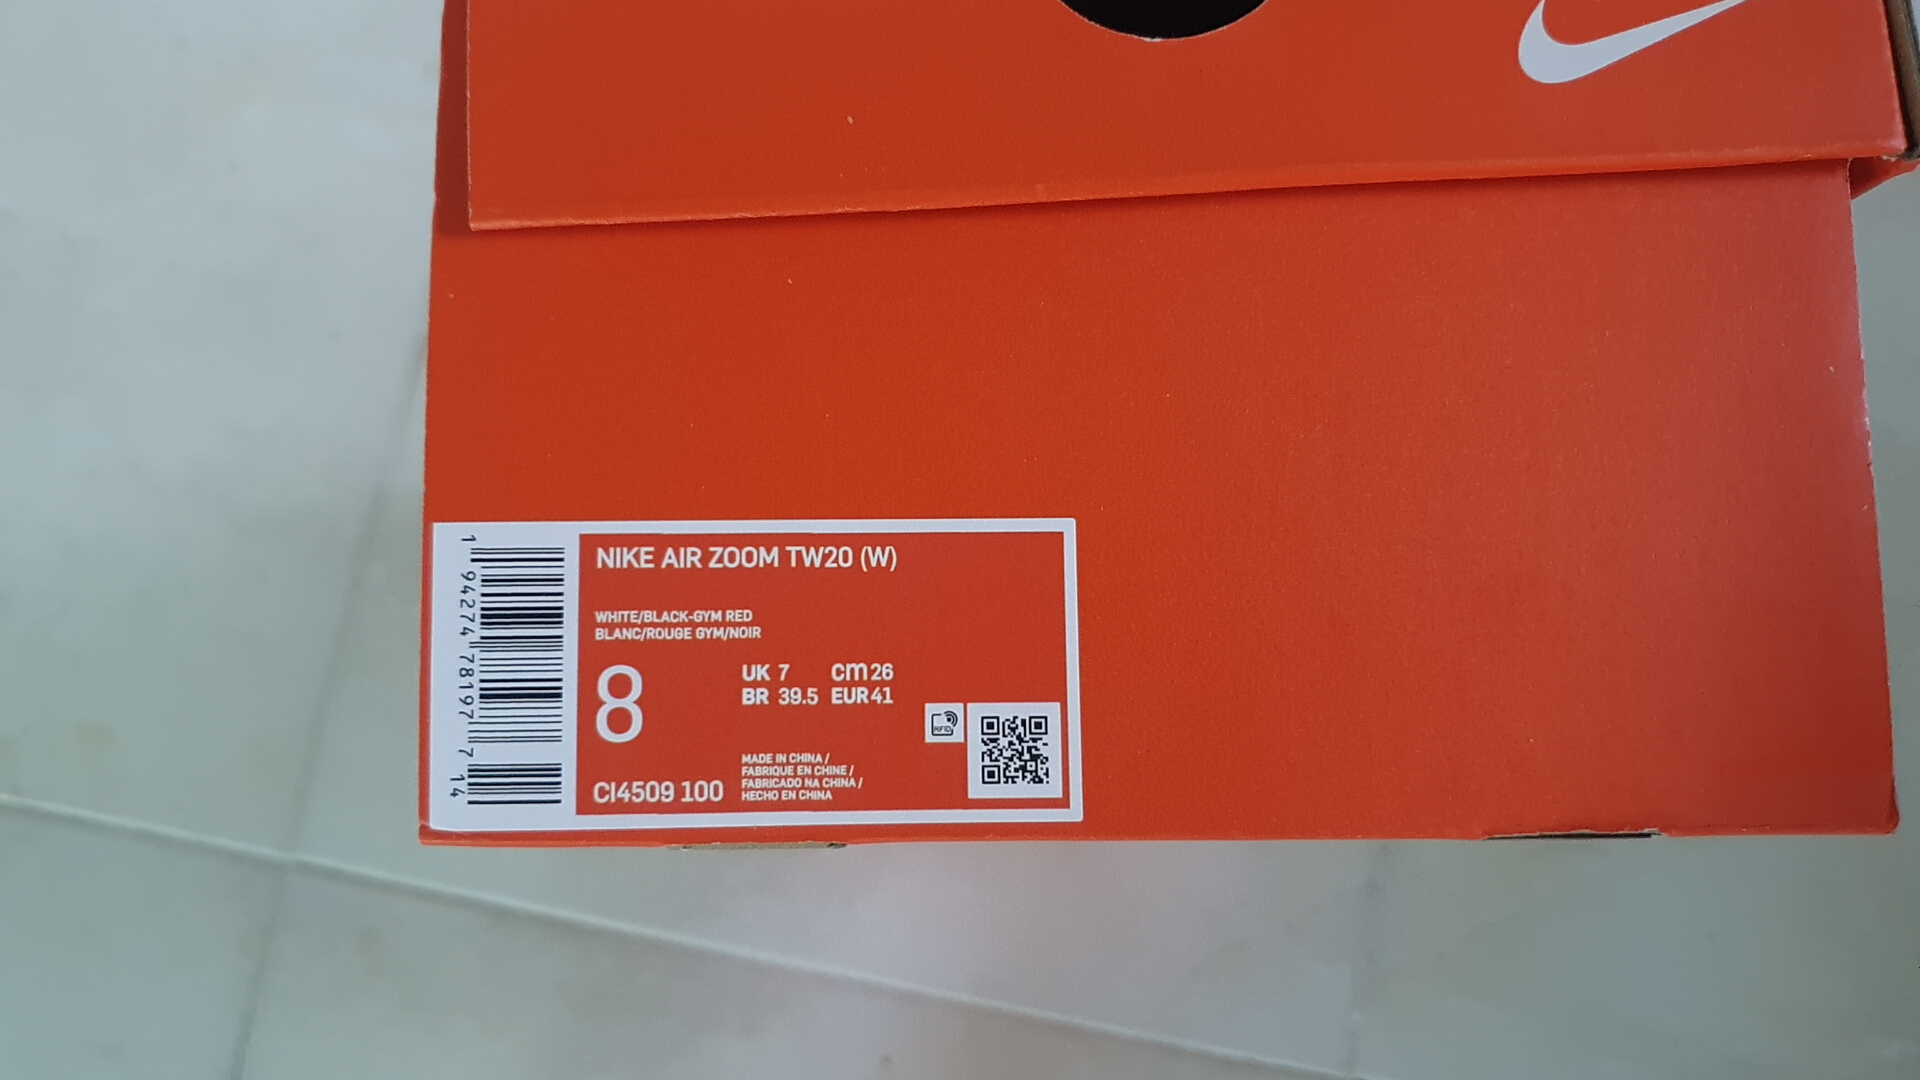 NIKE AIR ZOOM TW20 (W)
WHITE/BLACK-GYM RED
BLANC/ROUGE GYM/NOIR
8
UK 7 cm 26
BR 39.5 EUR 41
RFID
CI4509 100
MADE IN CHINA /
FABRIQUE EN CHINE /
FABRICADO NA CHINA /
HECHO EN CHINA
1 94274 78197 7 14